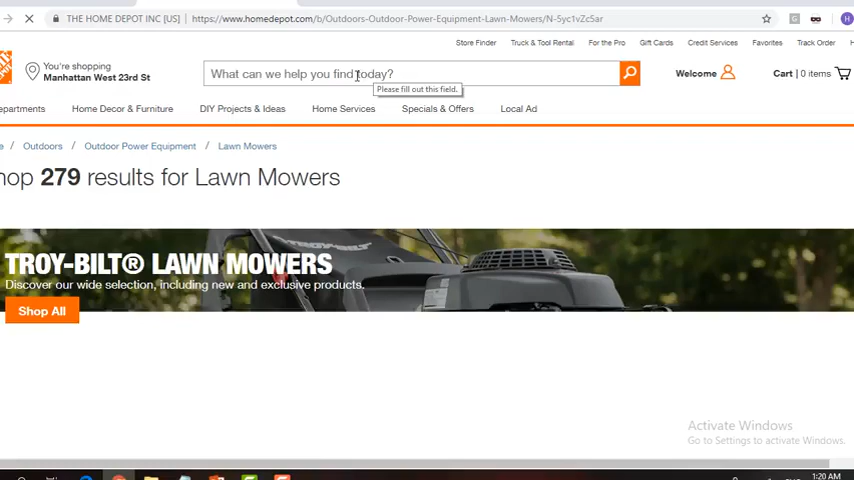 THE HOME DEPOT INC [US] | https://www.homedepot.com/b/Outdoors-Outdoor-Power-Equipment-Lawn-Mowers/N-5yc1vZc5ar
Store Finder Truck & Tool Rental For the Pro Gift Cards Credit Services Favorites Track Order H
You're shopping
Manhattan West 23rd St
What can we help you find today?
Welcome
Cart | 0 items
Please fill out this field.
epartments Home Decor & Furniture DIY Projects & Ideas Home Services Specials & Offers Local Ad
e / Outdoors / Outdoor Power Equipment / Lawn Mowers
hop 279 results for Lawn Mowers
TROY-BILT® LAWN MOWERS
Discover our wide selection, including new and exclusive products.
Shop All
Activate Windows
Go to Settings to activate Windows.
1:20 AM